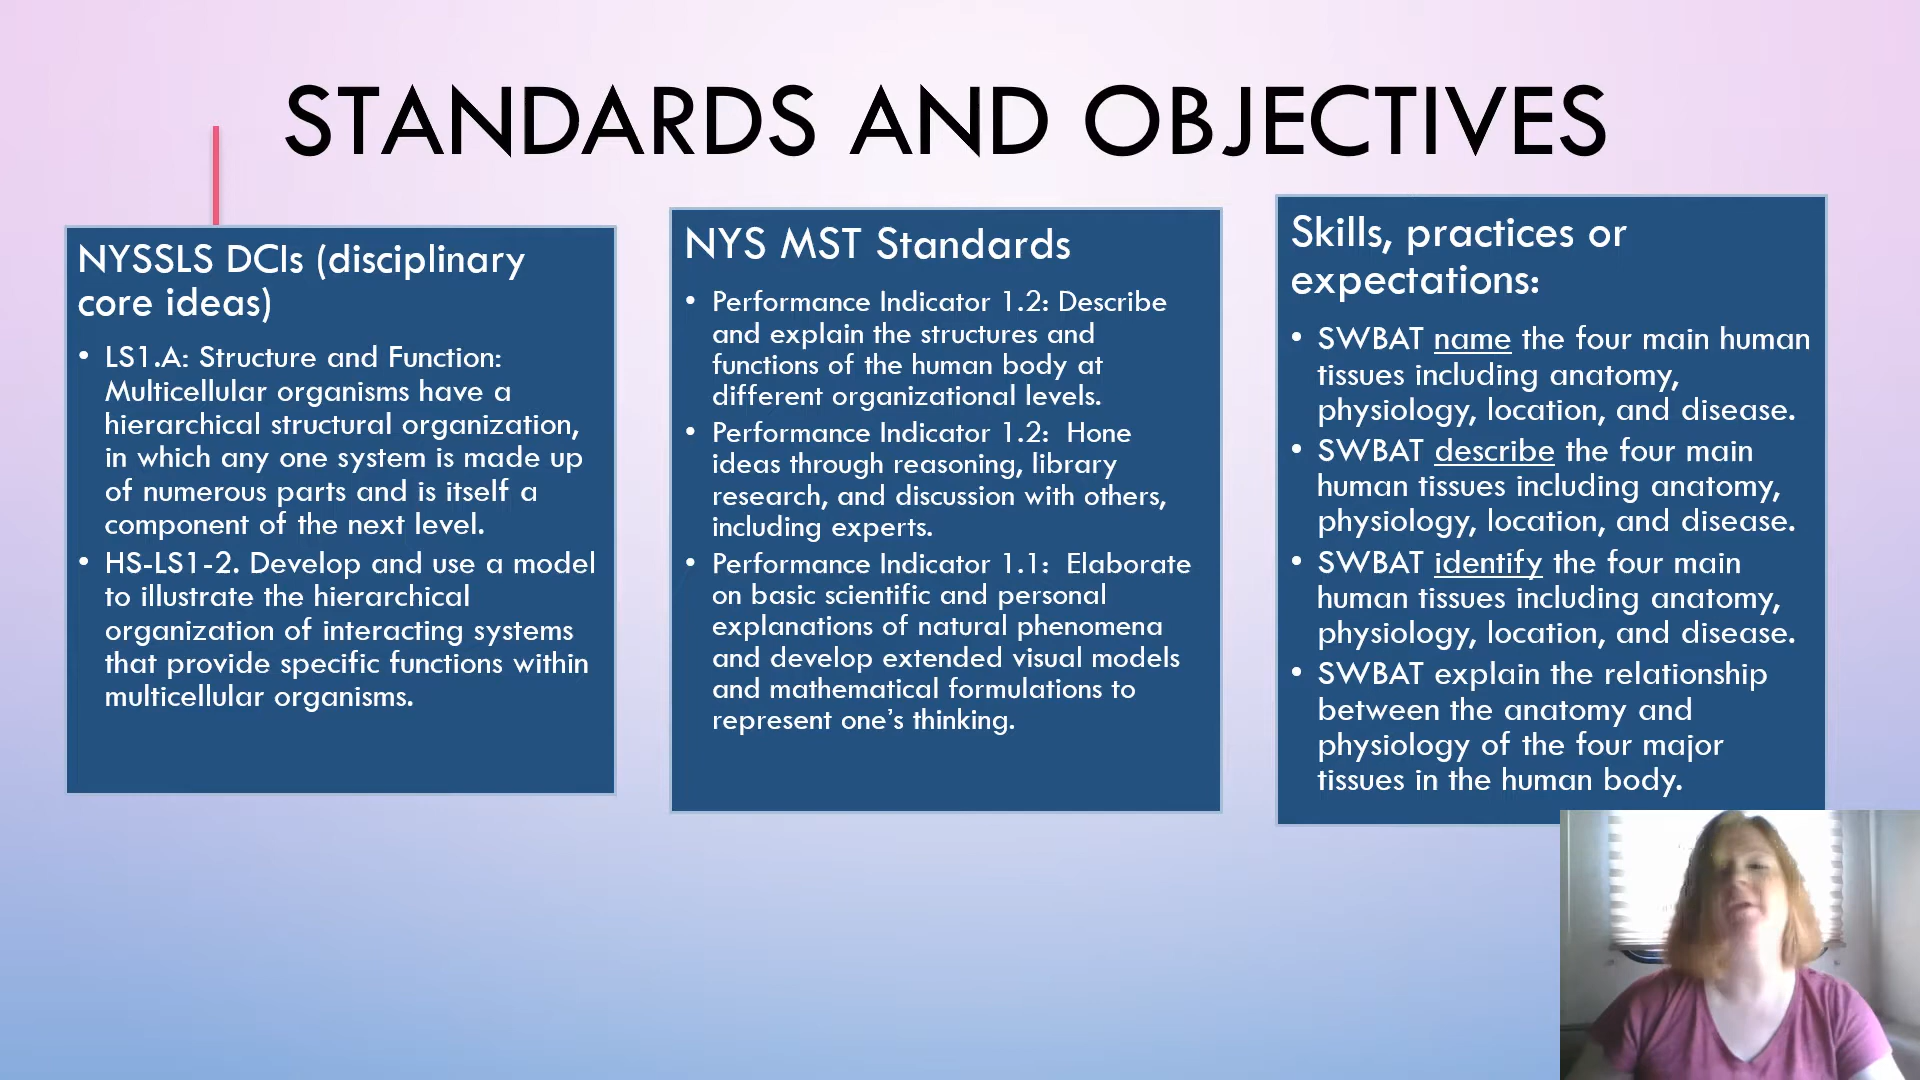 STANDARDS AND OBJECTIVES
NYSSLS DCIs (disciplinary
core ideas)
• LS1.A: Structure and Function:
Multicellular organisms have a
hierarchical structural organization,
in which any one system is made up
of numerous parts and is itself a
component of the next level.
• HS-LS1-2. Develop and use a model
to illustrate the hierarchical
organization of interacting systems
that provide specific functions within
multicellular organisms.
NYS MST Standards
• Performance Indicator 1.2: Describe
and explain the structures and
functions of the human body at
different organizational levels.
• Performance Indicator 1.2:  Hone
ideas through reasoning, library
research, and discussion with others,
including experts.
• Performance Indicator 1.1:  Elaborate
on basic scientific and personal
explanations of natural phenomena
and develop extended visual models
and mathematical formulations to
represent one’s thinking.
Skills, practices or
expectations:
• SWBAT name the four main human
tissues including anatomy,
physiology, location, and disease.
• SWBAT describe the four main
human tissues including anatomy,
physiology, location, and disease.
• SWBAT identify the four main
human tissues including anatomy,
physiology, location, and disease.
• SWBAT explain the relationship
between the anatomy and
physiology of the four major
tissues in the human body.